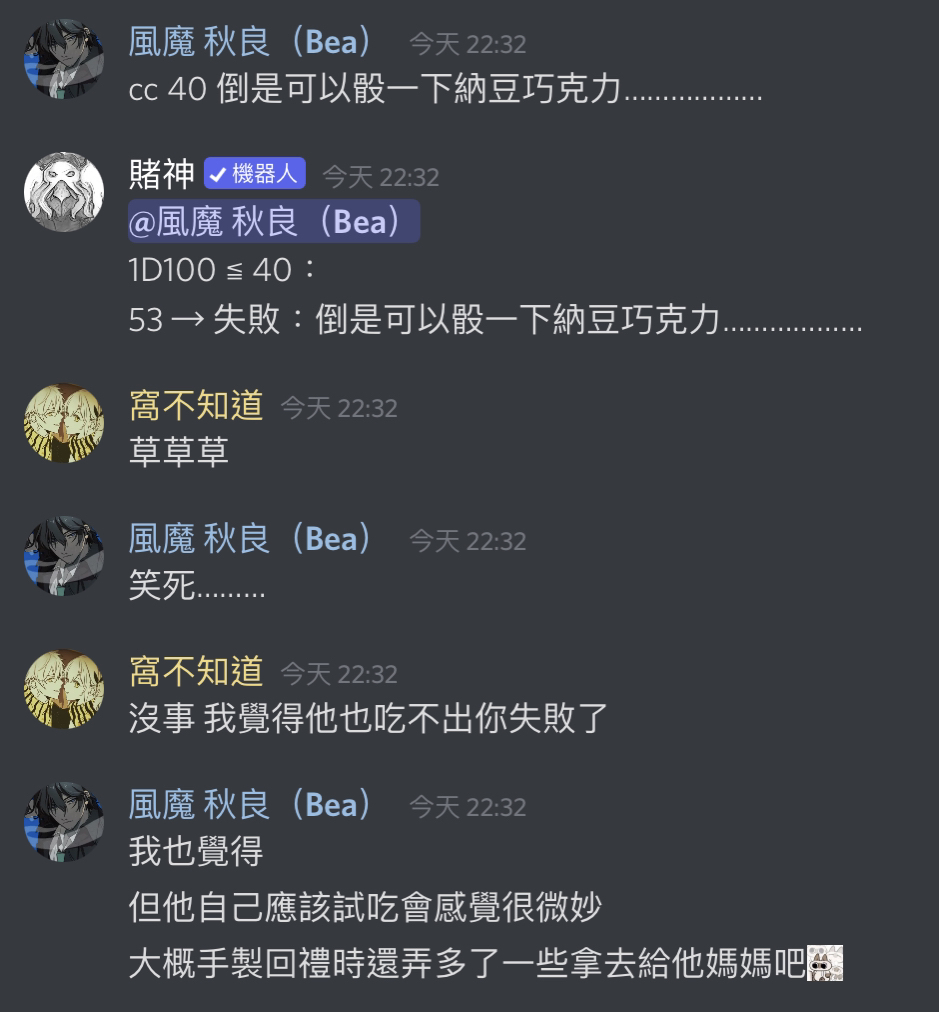 風魔 秋良（Bea） 今天 22:32
cc 40 倒是可以骰一下納豆巧克力………………
賭神 ✓機器人 今天 22:32
@風魔 秋良（Bea）
1D100 ≦ 40：
53 → 失敗：倒是可以骰一下納豆巧克力………………
窩不知道 今天 22:32
草草草
風魔 秋良（Bea） 今天 22:32
笑死………
窩不知道 今天 22:32
沒事 我覺得他也吃不出你失敗了
風魔 秋良（Bea） 今天 22:32
我也覺得
但他自己應該試吃會感覺很微妙
大概手製回禮時還弄多了一些拿去給他媽媽吧